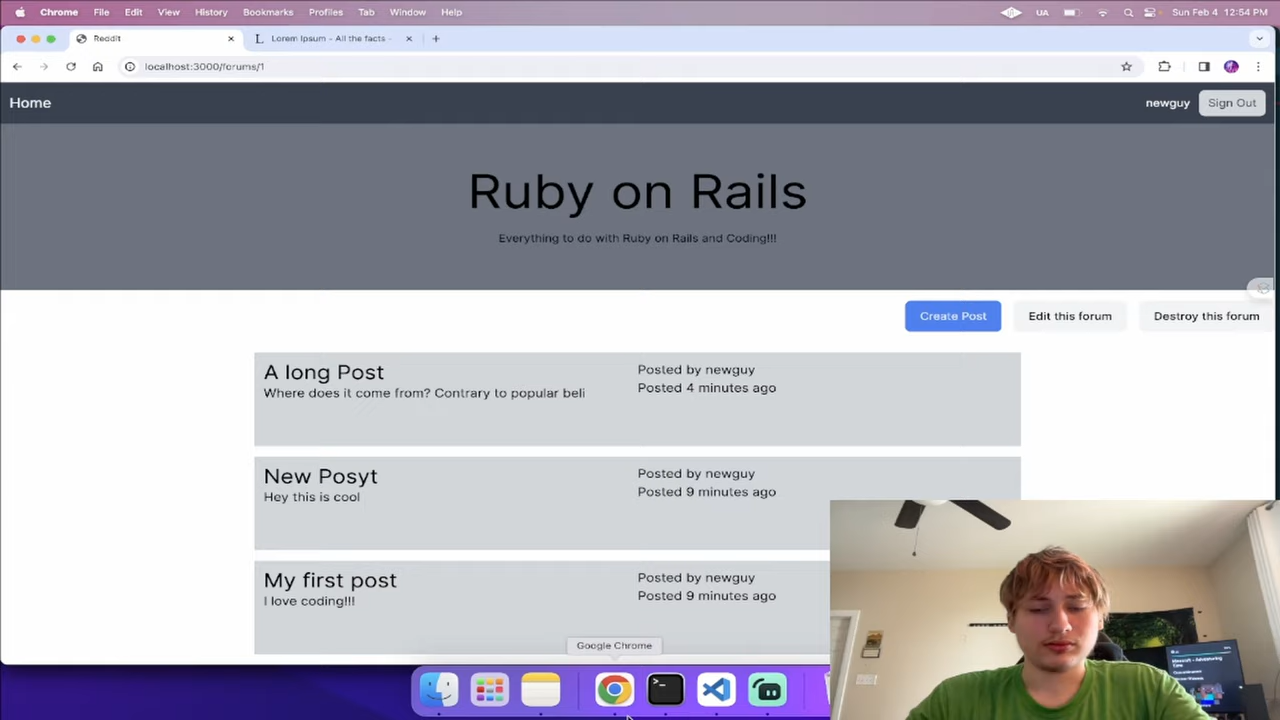 Chrome File Edit View History Bookmarks Profiles Tab Window Help UA Sun Feb 4 12:54 PM
Reddit Lorem Ipsum - All the facts
localhost:3000/forums/1
Home newguy Sign Out
Ruby on Rails
Everything to do with Ruby on Rails and Coding!!!
Create Post Edit this forum Destroy this forum
A long Post
Where does it come from? Contrary to popular beli
Posted by newguy
Posted 4 minutes ago
New Posyt
Hey this is cool
Posted by newguy
Posted 9 minutes ago
My first post
I love coding!!!
Posted by newguy
Posted 9 minutes ago
Google Chrome